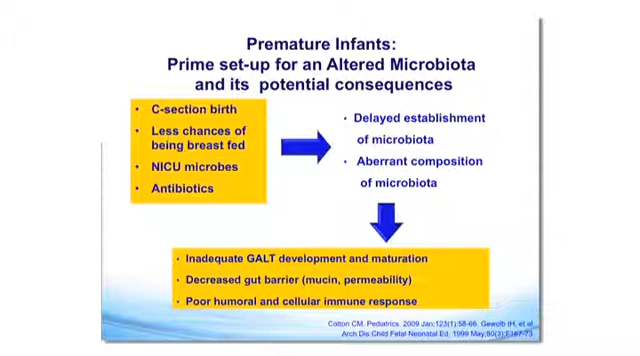 Premature Infants:
Prime set-up for an Altered Microbiota
and its potential consequences
• C-section birth
• Less chances of
being breast fed
• NICU microbes
• Antibiotics
• Delayed establishment
of microbiota
• Aberrant composition
of microbiota
• Inadequate GALT development and maturation
• Decreased gut barrier (mucin, permeability)
• Poor humoral and cellular immune response
Cotton CM. Pediatrics. 2009 Jan;123(1):58-66. Gewolb IH, et al
Arch Dis Child Fetal Neonatal Ed. 1999 May;80(3):F167-73